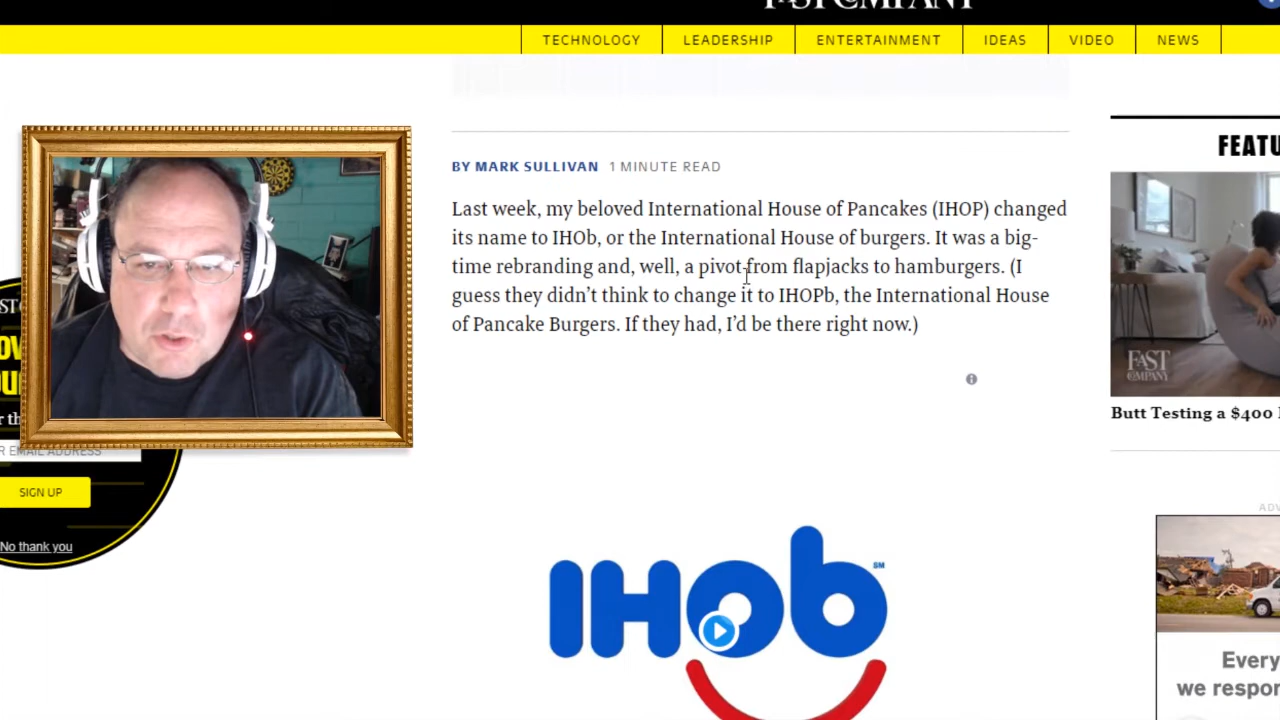 FAST COMPANY
TECHNOLOGY
LEADERSHIP
ENTERTAINMENT
IDEAS
VIDEO
NEWS
BY MARK SULLIVAN 1 MINUTE READ
Last week, my beloved International House of Pancakes (IHOP) changed
its name to IHOb, or the International House of burgers. It was a big-
time rebranding and, well, a pivot from flapjacks to hamburgers. (I
guess they didn’t think to change it to IHOPb, the International House
of Pancake Burgers. If they had, I’d be there right now.)
IHOb
SM
EMAIL ADDRESS
SIGN UP
No thank you
FEATU
FAST
COMPANY
Butt Testing a $400
ADV
Every
we respon